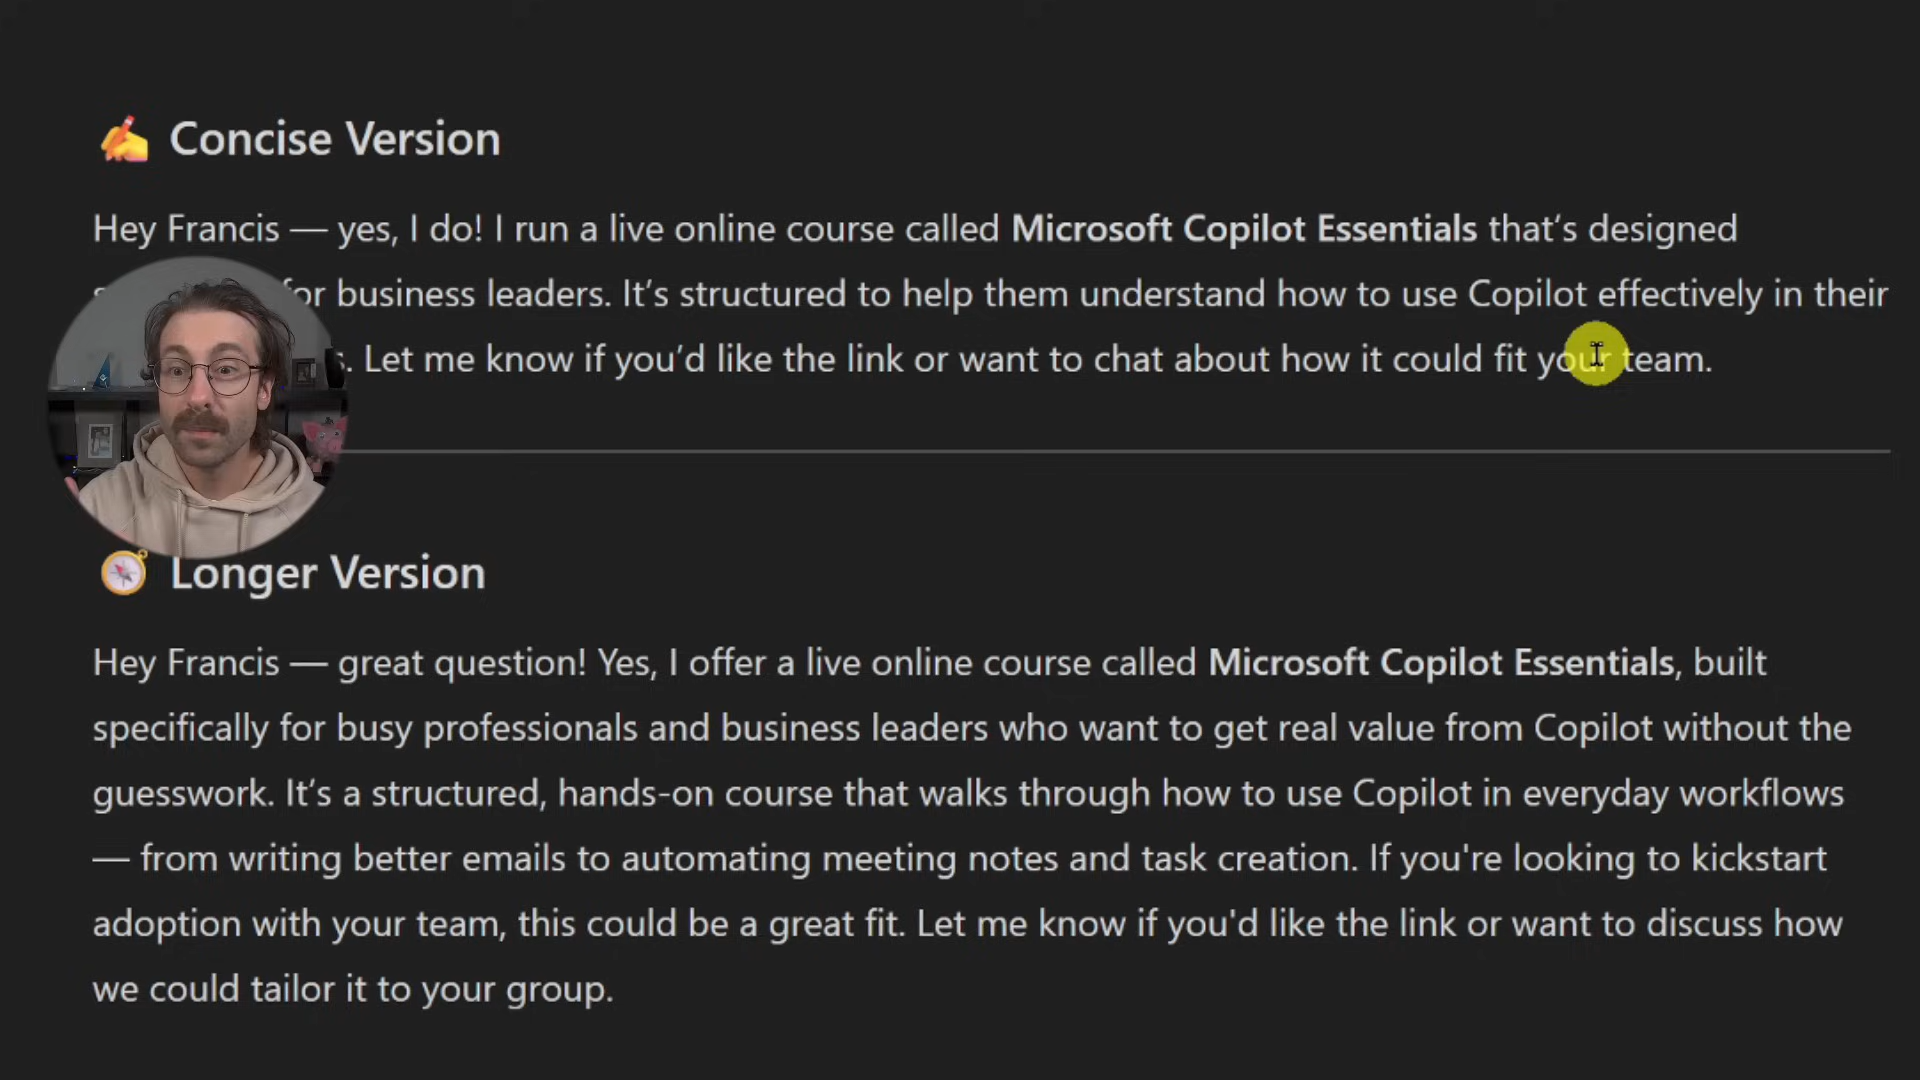 Concise Version
Hey Francis — yes, I do! I run a live online course called Microsoft Copilot Essentials that’s designed
for business leaders. It’s structured to help them understand how to use Copilot effectively in their
Let me know if you’d like the link or want to chat about how it could fit your team.
Longer Version
Hey Francis — great question! Yes, I offer a live online course called Microsoft Copilot Essentials, built
specifically for busy professionals and business leaders who want to get real value from Copilot without the
guesswork. It’s a structured, hands-on course that walks through how to use Copilot in everyday workflows
— from writing better emails to automating meeting notes and task creation. If you're looking to kickstart
adoption with your team, this could be a great fit. Let me know if you'd like the link or want to discuss how
we could tailor it to your group.